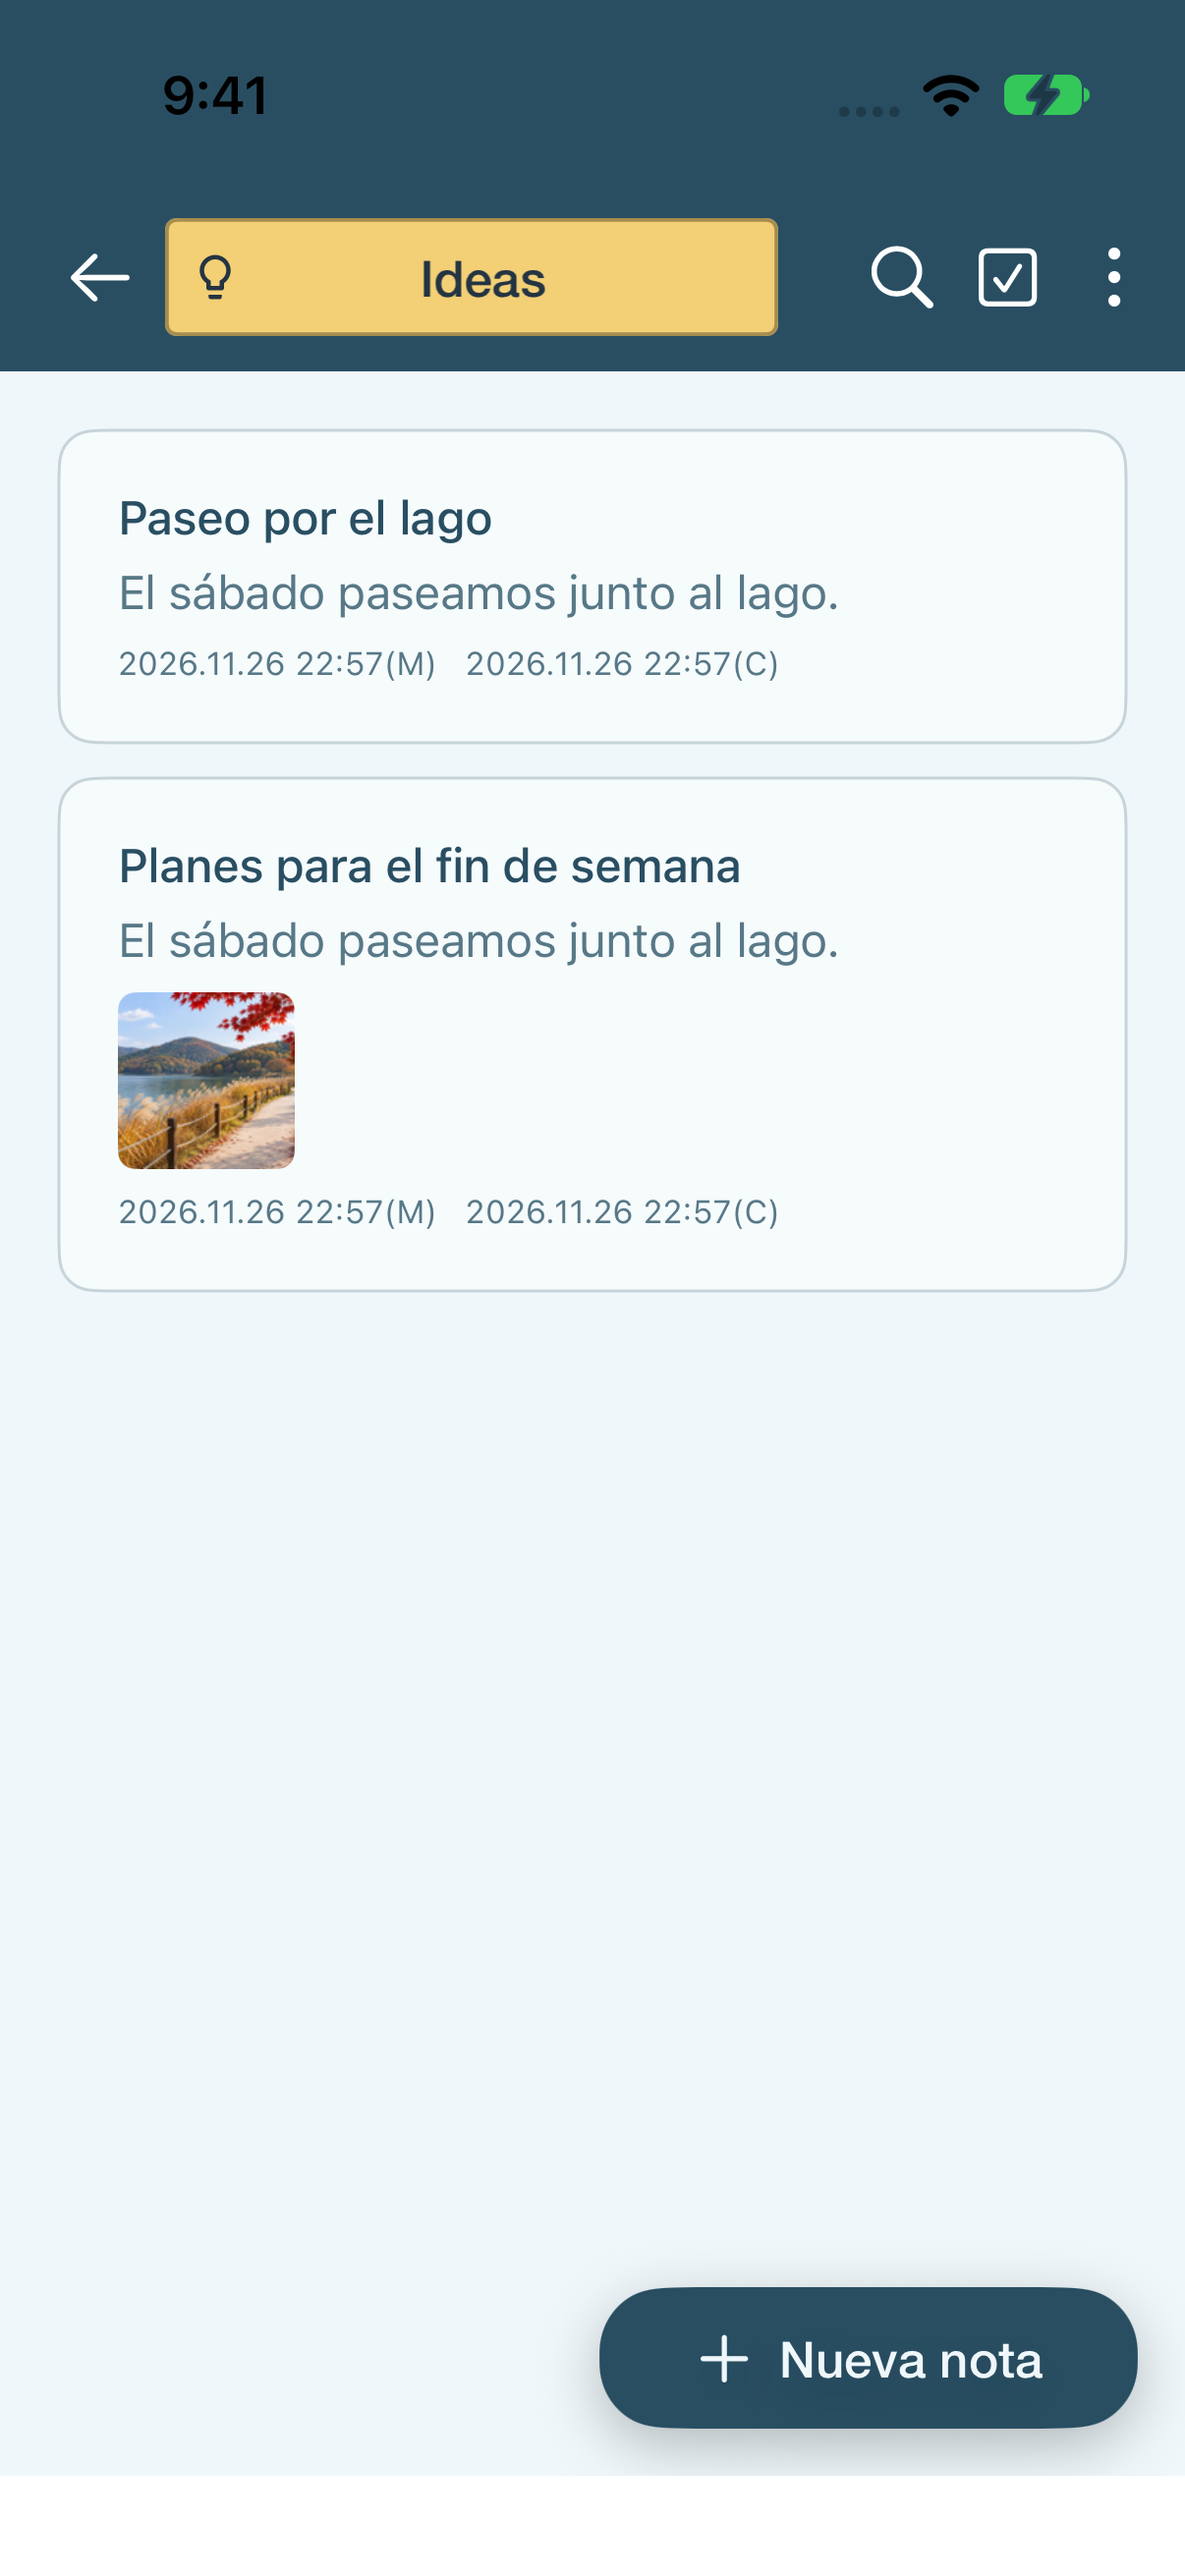 9:41
Ideas
Paseo por el lago
El sábado paseamos junto al lago.
2026.11.26 22:57(M) 2026.11.26 22:57(C)
Planes para el fin de semana
El sábado paseamos junto al lago.
2026.11.26 22:57(M) 2026.11.26 22:57(C)
Nueva nota